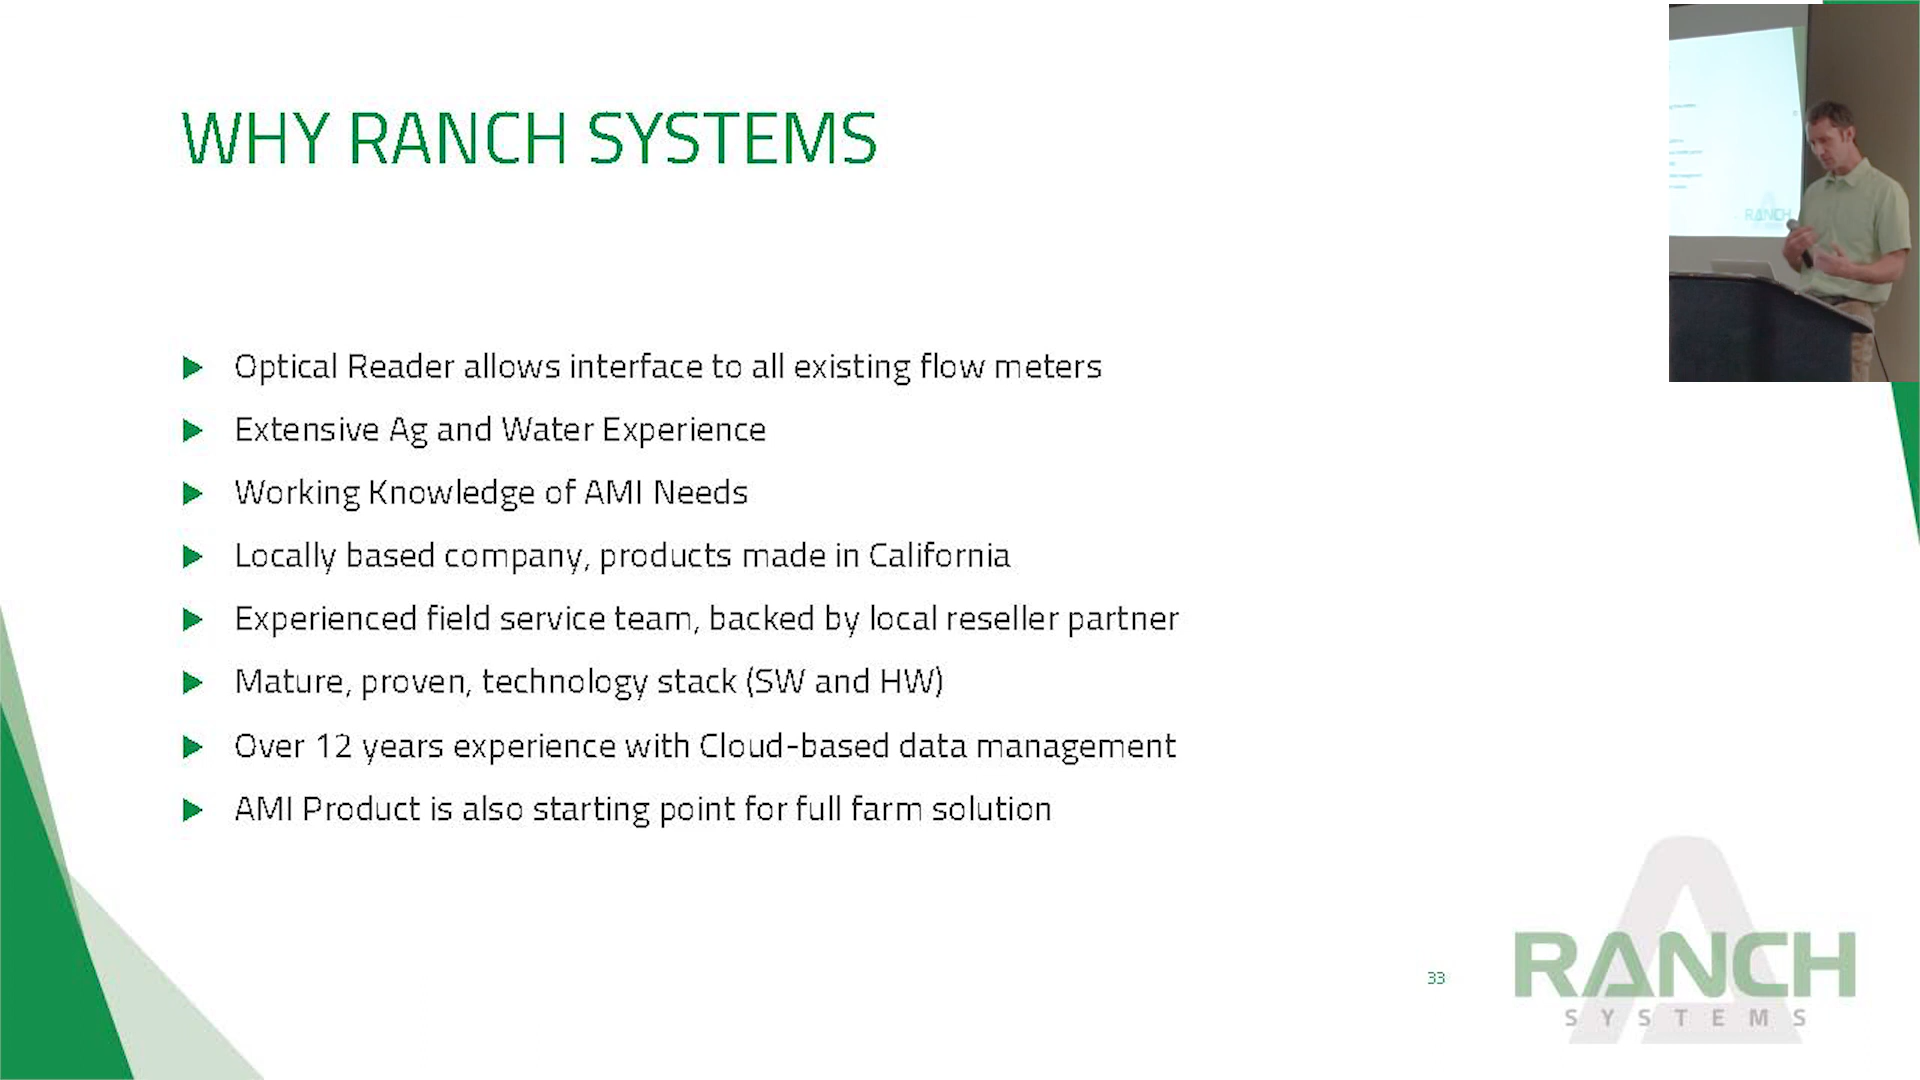 WHY RANCH SYSTEMS
Optical Reader allows interface to all existing flow meters
Extensive Ag and Water Experience
Working Knowledge of AMI Needs
Locally based company, products made in California
Experienced field service team, backed by local reseller partner
Mature, proven, technology stack (SW and HW)
Over 12 years experience with Cloud-based data management
AMI Product is also starting point for full farm solution
33
RANCH
SYSTEMS
RANCH